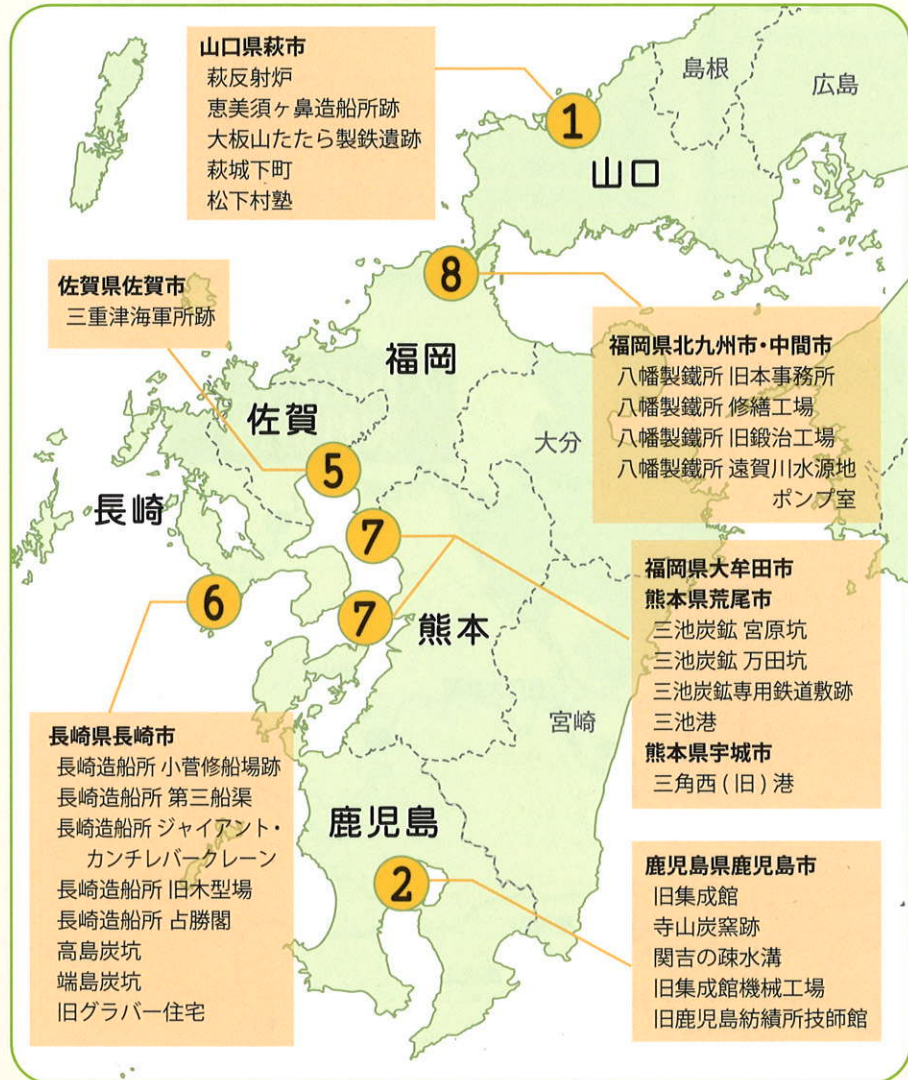 山口県萩市
萩反射炉
恵美須ヶ鼻造船所跡
大板山たたら製鉄遺跡
萩城下町
松下村塾
島根
広島
1
山口
佐賀県佐賀市
三重津海軍所跡
8
福岡
福岡県北九州市・中間市
八幡製鐵所 旧本事務所
八幡製鐵所 修繕工場
八幡製鐵所 旧鍛冶工場
八幡製鐵所 遠賀川水源地
ポンプ室
佐賀
大分
5
長崎
7
6
7
熊本
福岡県大牟田市
熊本県荒尾市
三池炭鉱 宮原坑
三池炭鉱 万田坑
三池炭鉱専用鉄道敷跡
三池港
熊本県宇城市
三角西(旧)港
宮崎
長崎県長崎市
長崎造船所 小菅修船場跡
長崎造船所 第三船渠
長崎造船所 ジャイアント・
カンチレバークレーン
長崎造船所 旧木型場
長崎造船所 占勝閣
高島炭坑
端島炭坑
旧グラバー住宅
鹿児島
2
鹿児島県鹿児島市
旧集成館
寺山炭窯跡
関吉の疎水溝
旧集成館機械工場
旧鹿児島紡績所技師館